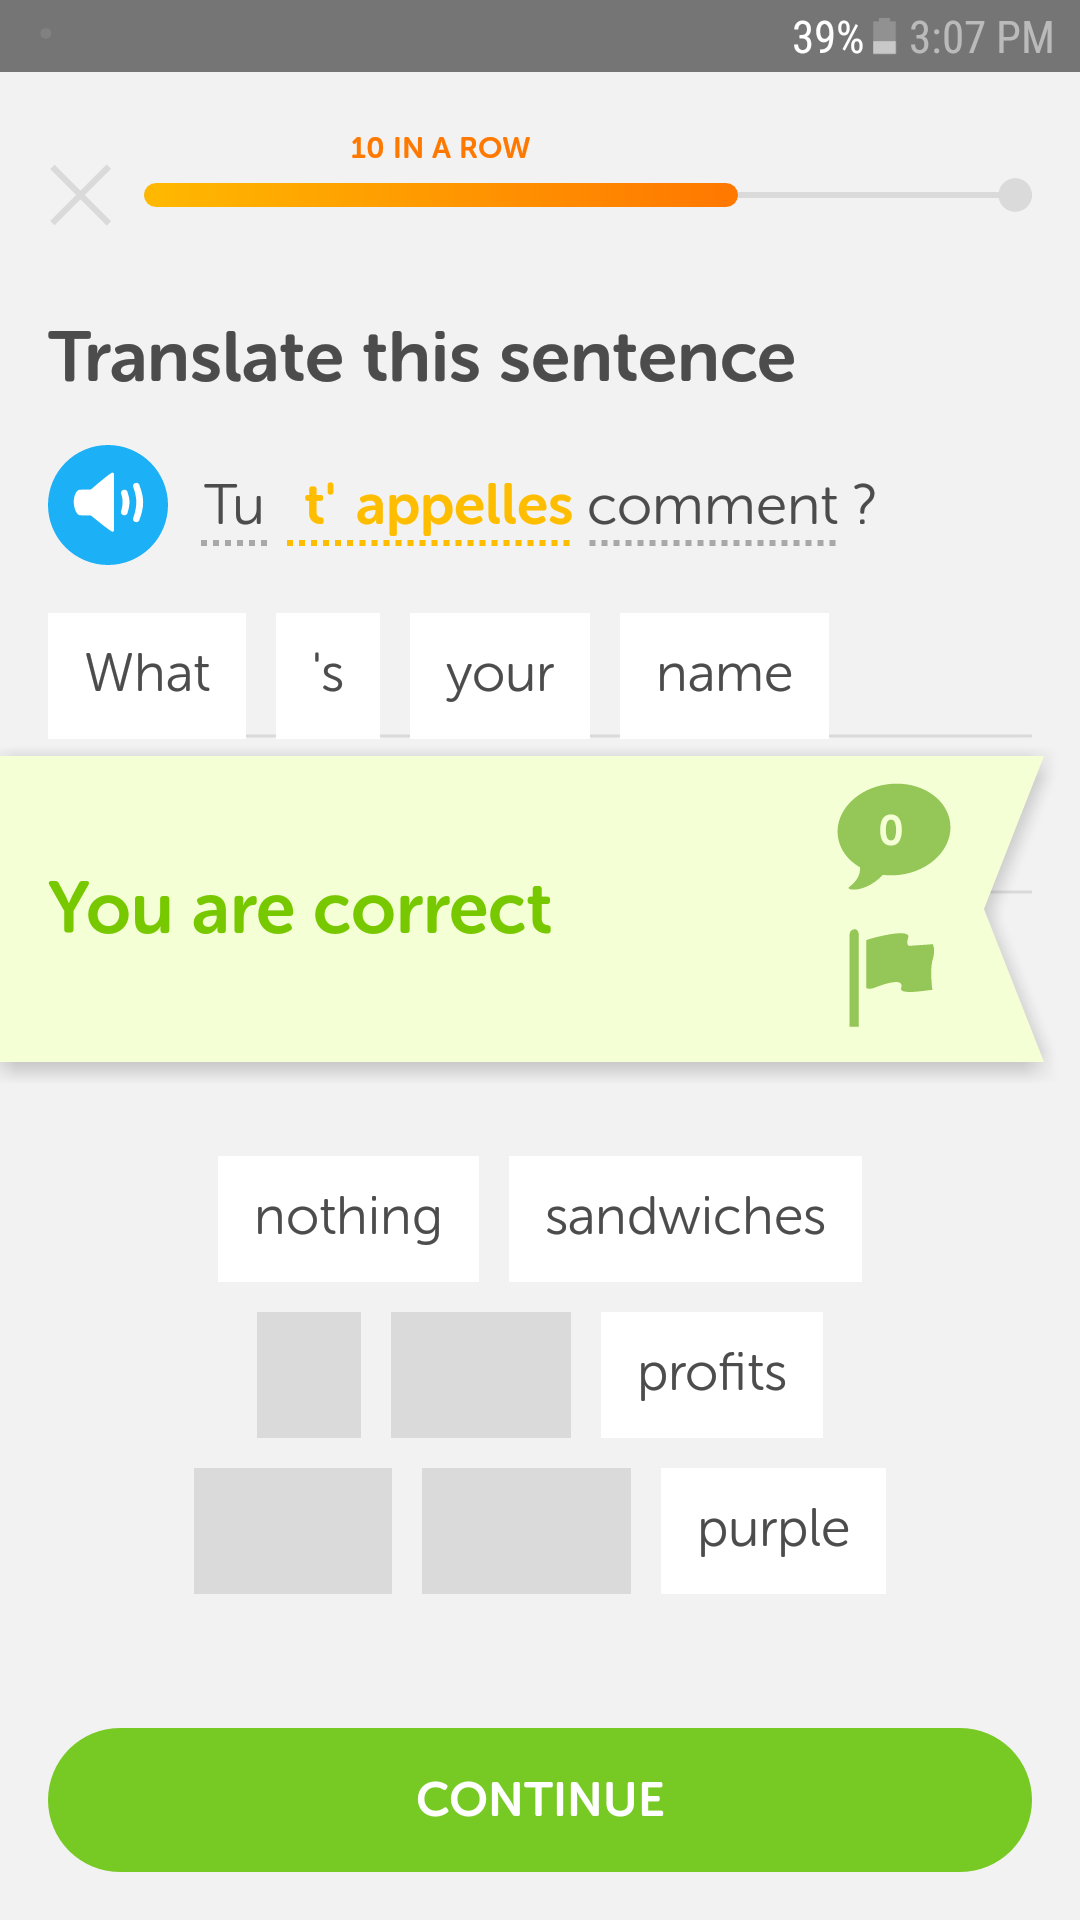 39% 3:07 PM
10 IN A ROW
Translate this sentence
Tu t' appelles comment ?
What 's your name
0
You are correct
nothing sandwiches
profits
purple
CONTINUE